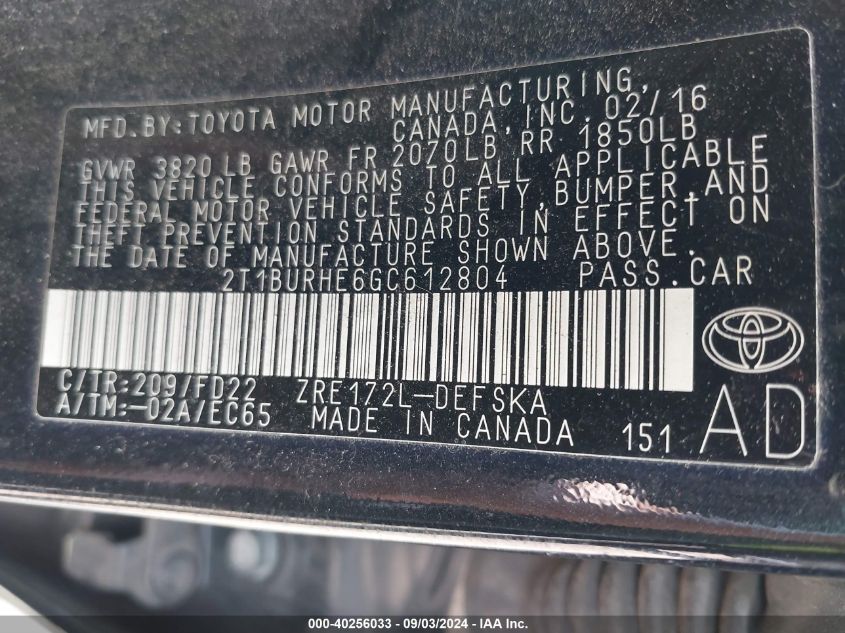 MFD.BY:TOYOTA MOTOR MANUFACTURING,
CANADA, INC. 02/16
GVWR 3820 LB GAWR FR 2070LB RR 1850LB
THIS VEHICLE CONFORMS TO ALL APPLICABLE
FEDERAL MOTOR VEHICLE SAFETY, BUMPER, AND
THEFT PREVENTION STANDARDS IN EFFECT ON
THE DATE OF MANUFACTURE SHOWN ABOVE.
2T1BURHE6GC612804 PASS.CAR
C/TR:209/FD22 ZRE172L-DEFSKA
A/TM:-02A/EC65 MADE IN CANADA 151 AD
000-40256033 - 09/03/2024 - IAA Inc.